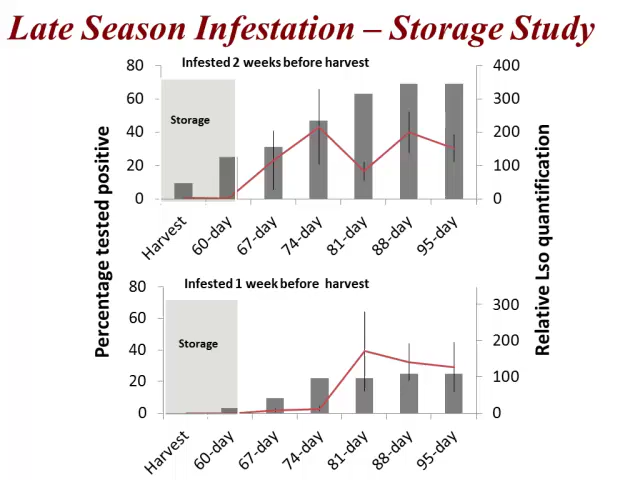 Late Season Infestation – Storage Study
Infested 2 weeks before harvest
80
60
40
20
0
400
300
200
100
0
Storage
Harvest
60-day
67-day
74-day
81-day
88-day
95-day
Percentage tested positive
Relative Lso quantification
Infested 1 week before harvest
80
60
40
20
0
300
200
100
0
Storage
Harvest
60-day
67-day
74-day
81-day
88-day
95-day